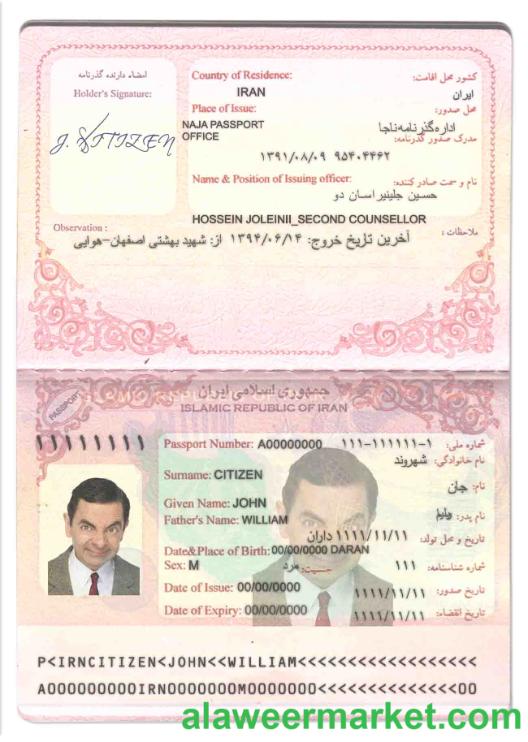 امضاء دارنده گذرنامه
Holder's Signature:
J. CITIZEN
Country of Residence:
کشور محل اقامت:
IRAN
ایران
Place of Issue:
محل صدور:
NAJA PASSPORT
OFFICE
اداره گذرنامه ناجا
مدرک صدور گذرنامه:
۱۳۹۱/۰۸/۰۹ ۹۵۴۰۴۴۶۲
Name & Position of Issuing officer:
نام و سمت صادر کننده:
حسین جلینیر اسان دو
HOSSEIN JOLEINII_SECOND COUNSELLOR
Observation :
ملاحظات :
آخرین تاریخ خروج: ۱۳۹۴/۰۶/۱۴ از: شهید بهشتی اصفهان-هوایی
جمهوری اسلامی ایران
ISLAMIC REPUBLIC OF IRAN
PASSPORT
۱۱۱۱۱۱۱۱
Passport Number: A00000000
شماره ملی: ۱۱۱-۱۱۱۱۱۱-۱
نام خانوادگی: شهروند
Surname: CITIZEN
نام: جان
Given Name: JOHN
Father's Name: WILLIAM
نام پدر: ویلیام
تاریخ و محل تولد: ۱۱۱۱/۱۱/۱۱ داران
Date&Place of Birth: 00/00/0000 DARAN
Sex: M
جنسیت: مرد
شماره شناسنامه: ۱۱۱
Date of Issue: 00/00/0000
تاریخ صدور: ۱۱۱۱/۱۱/۱۱
Date of Expiry: 00/00/0000
تاریخ انقضاء: ۱۱۱۱/۱۱/۱۱
P<IRNCITIZEN<JOHN<<WILLIAM<<<<<<<<<<<<<<<<<<
A000000000IRN0000000M0000000<<<<<<<<<<<<<<00
alaweermarket.com